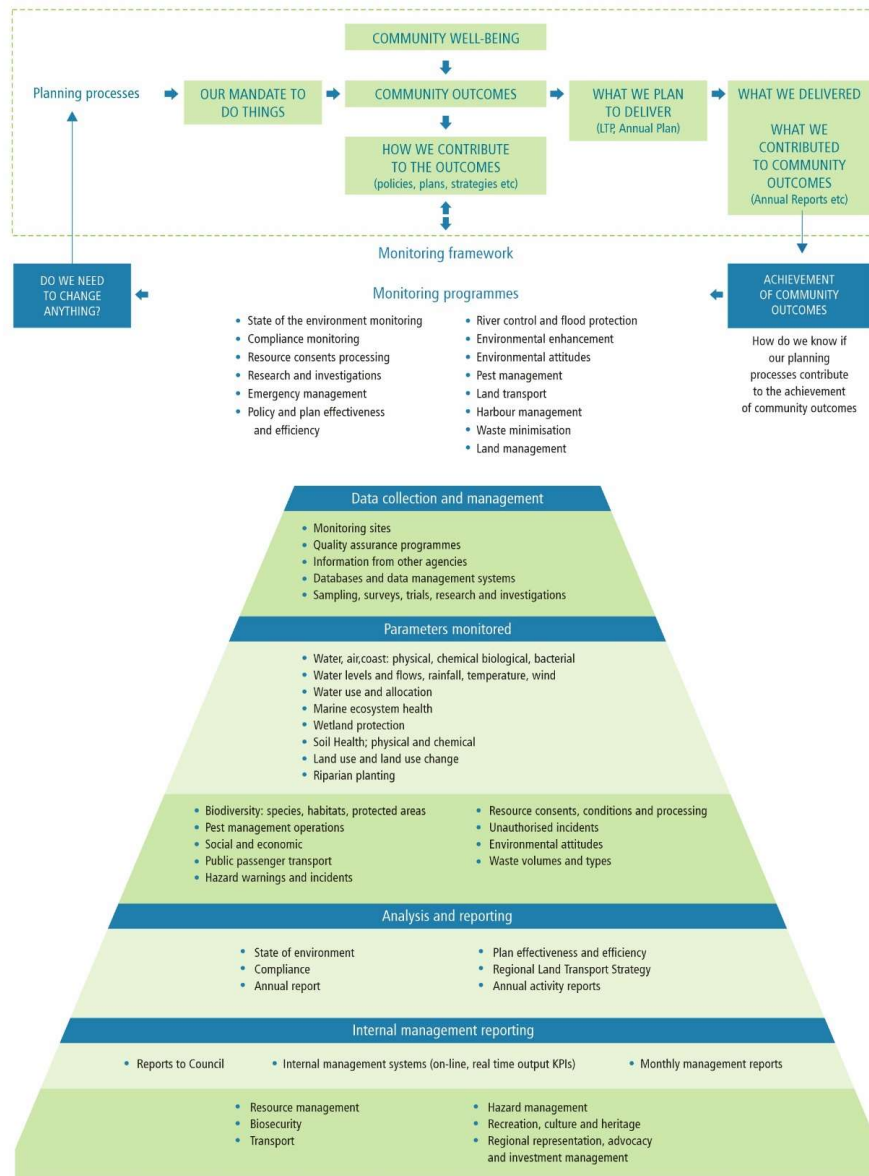 COMMUNITY WELL-BEING
Planning processes
OUR MANDATE TO
DO THINGS
COMMUNITY OUTCOMES
WHAT WE PLAN
TO DELIVER
(LTP, Annual Plan)
WHAT WE DELIVERED
WHAT WE
CONTRIBUTED
TO COMMUNITY
OUTCOMES
(Annual Reports etc)
HOW WE CONTRIBUTE
TO THE OUTCOMES
(policies, plans, strategies etc)
Monitoring framework
DO WE NEED
TO CHANGE
ANYTHING?
Monitoring programmes
• State of the environment monitoring
• Compliance monitoring
• Resource consents processing
• Research and investigations
• Emergency management
• Policy and plan effectiveness
and efficiency
• River control and flood protection
• Environmental enhancement
• Environmental attitudes
• Pest management
• Land transport
• Harbour management
• Waste minimisation
• Land management
ACHIEVEMENT
OF COMMUNITY
OUTCOMES
How do we know if
our planning
processes contribute
to the achievement
of community outcomes
Data collection and management
• Monitoring sites
• Quality assurance programmes
• Information from other agencies
• Databases and data management systems
• Sampling, surveys, trials, research and investigations
Parameters monitored
• Water, air,coast: physical, chemical biological, bacterial
• Water levels and flows, rainfall, temperature, wind
• Water use and allocation
• Marine ecosystem health
• Wetland protection
• Soil Health; physical and chemical
• Land use and land use change
• Riparian planting
• Biodiversity: species, habitats, protected areas
• Pest management operations
• Social and economic
• Public passenger transport
• Hazard warnings and incidents
• Resource consents, conditions and processing
• Unauthorised incidents
• Environmental attitudes
• Waste volumes and types
Analysis and reporting
• State of environment
• Compliance
• Annual report
• Plan effectiveness and efficiency
• Regional Land Transport Strategy
• Annual activity reports
Internal management reporting
• Reports to Council
• Internal management systems (on-line, real time output KPIs)
• Monthly management reports
• Resource management
• Biosecurity
• Transport
• Hazard management
• Recreation, culture and heritage
• Regional representation, advocacy
and investment management